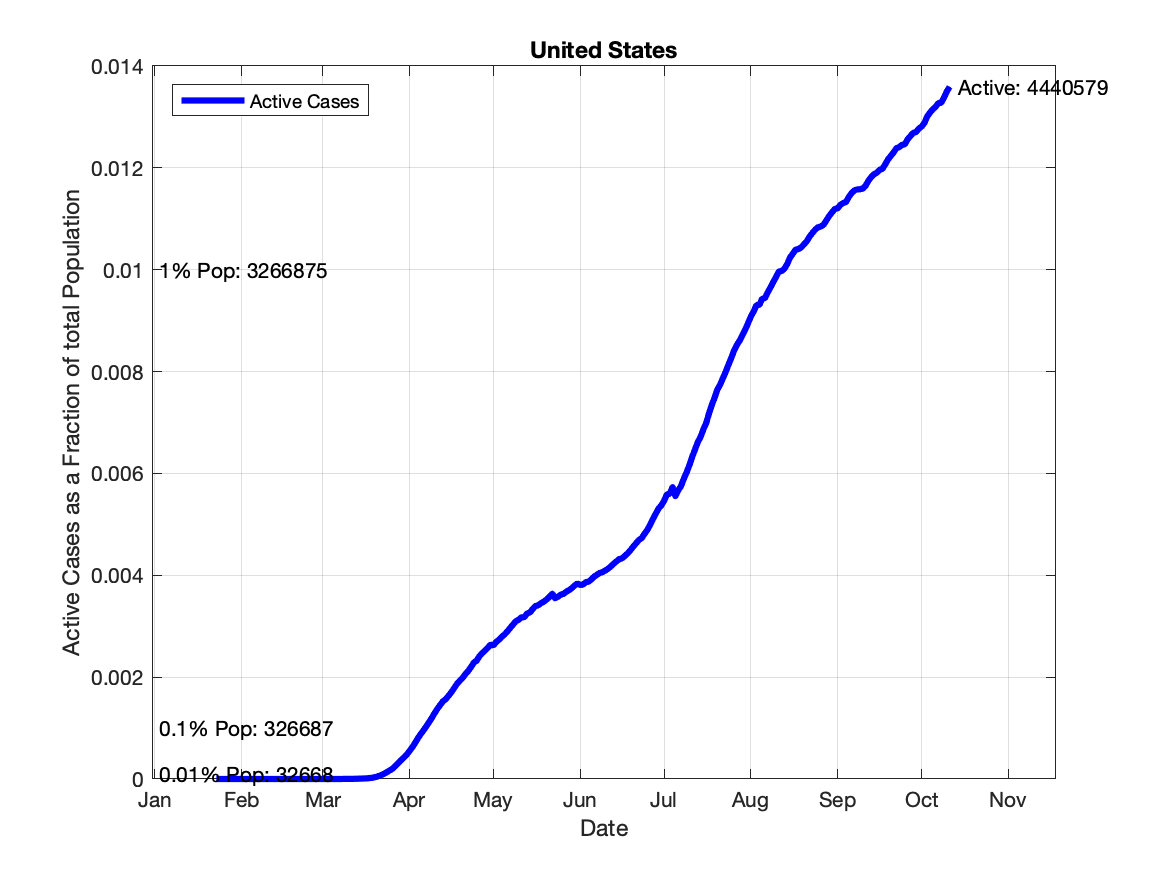 United States
0.014
Active: 4440579
Active Cases
0.012
1% Pop: 3266875
0.01
0.008
0.006
0.004
0.002
0.1% Pop: 326687
0.01% Pop: 32668
0
Jan Feb Mar Apr May Jun Jul Aug Sep Oct Nov
Date
Active Cases as a Fraction of total Population